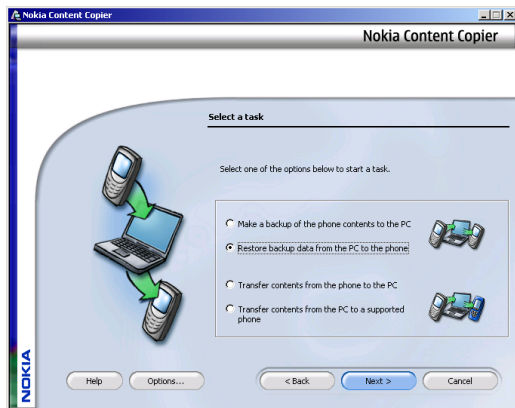 Nokia Content Copier
Nokia Content Copier
Select a task
Select one of the options below to start a task.
Make a backup of the phone contents to the PC
Restore backup data from the PC to the phone
Transfer contents from the phone to the PC
Transfer contents from the PC to a supported
phone
NOKIA
Help
Options...
< Back
Next >
Cancel